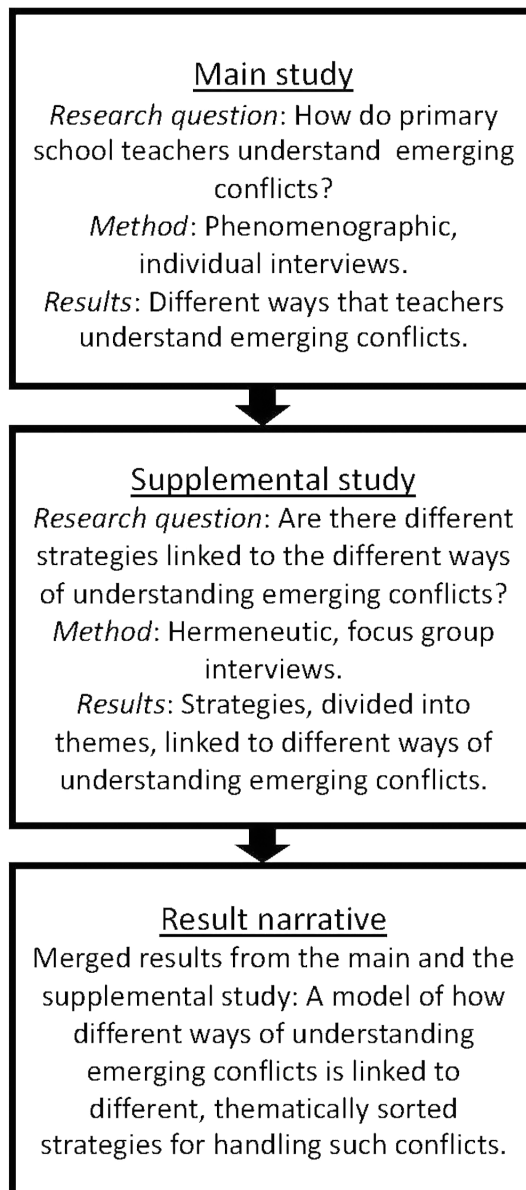 Main study
Research question: How do primary
school teachers understand emerging
conflicts?
Method: Phenomenographic,
individual interviews.
Results: Different ways that teachers
understand emerging conflicts.
Supplemental study
Research question: Are there different
strategies linked to the different ways
of understanding emerging conflicts?
Method: Hermeneutic, focus group
interviews.
Results: Strategies, divided into
themes, linked to different ways of
understanding emerging conflicts.
Result narrative
Merged results from the main and the
supplemental study: A model of how
different ways of understanding
emerging conflicts is linked to
different, thematically sorted
strategies for handling such conflicts.